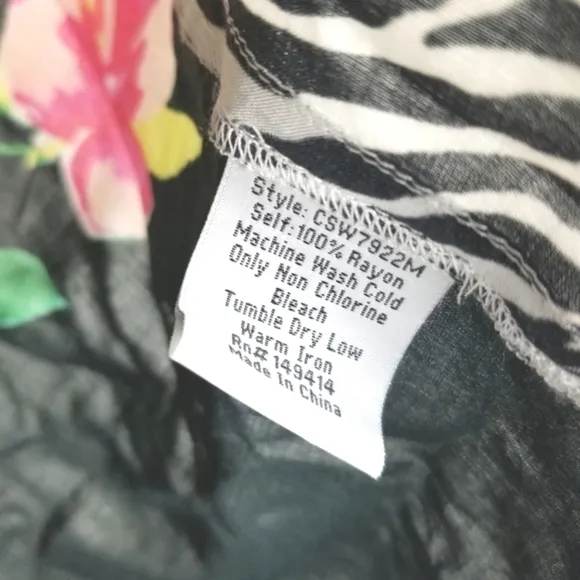 Style: CSW7922M
Self:100% Rayon
Machine Wash Cold
Only Non Chlorine
Bleach
Tumble Dry Low
Warm Iron
Rn# 149414
Made In China